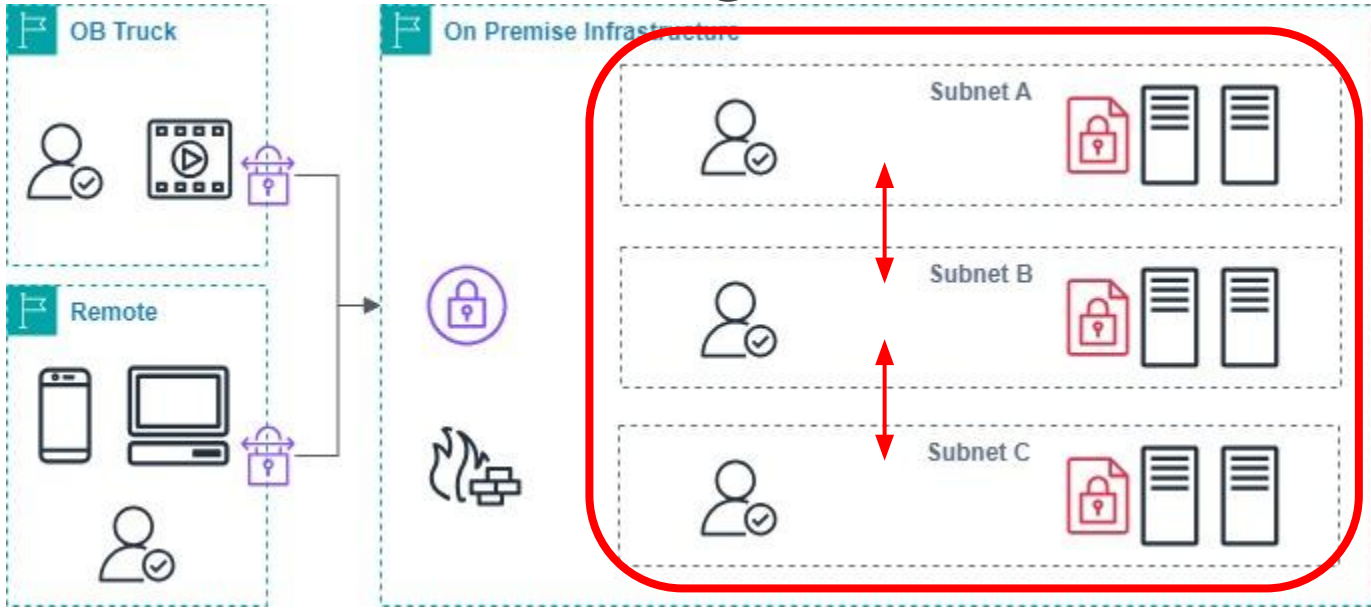 OB Truck
On Premise Infrastructure
Subnet A
Subnet B
Remote
Subnet C